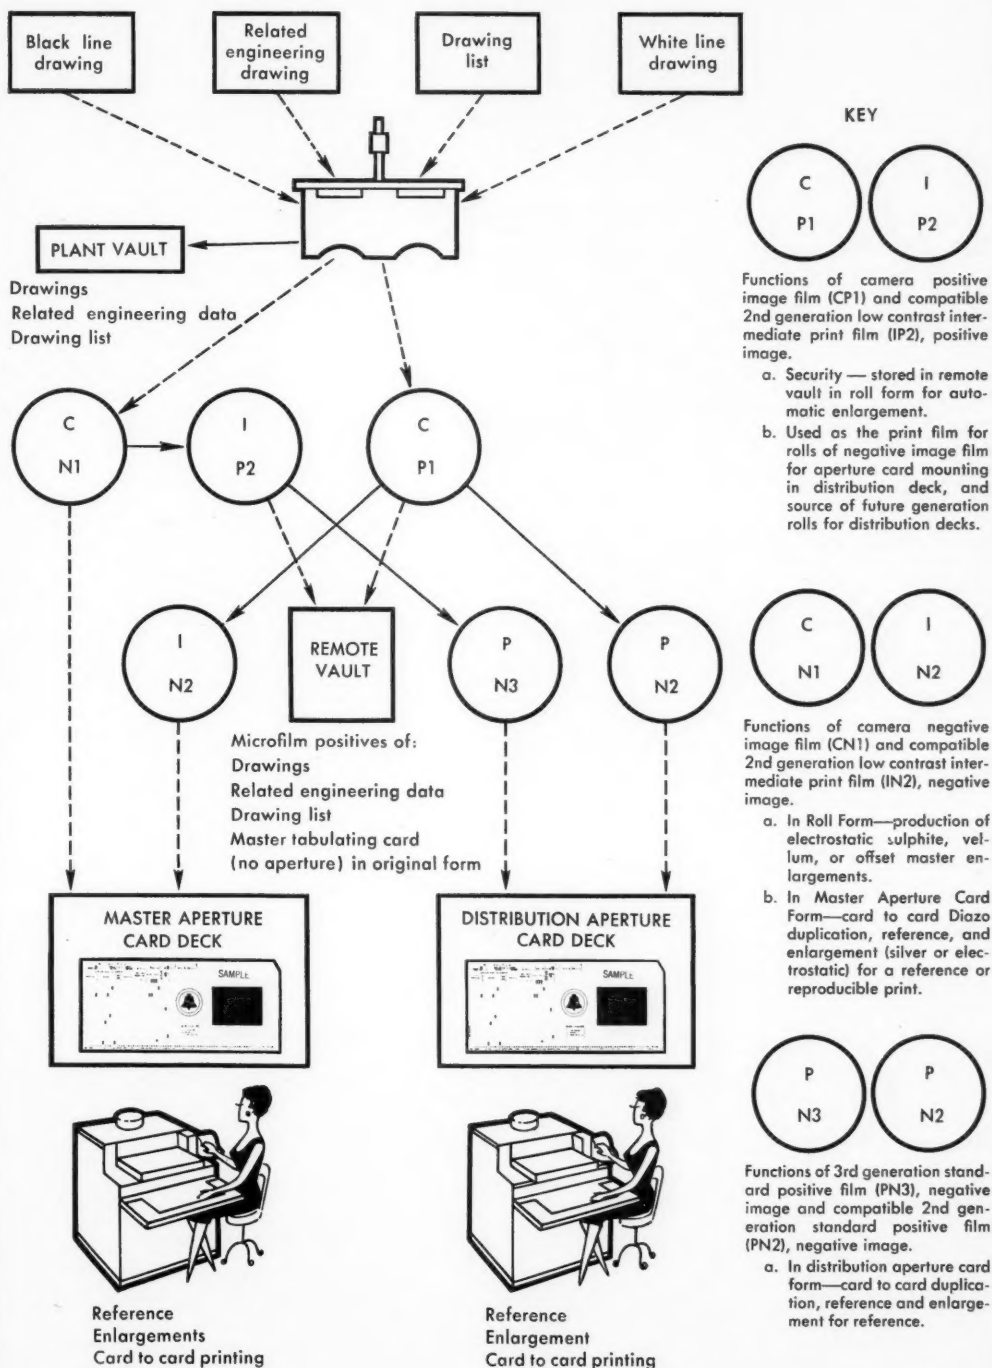 Black line
drawing
Related
engineering
drawing
Drawing
list
White line
drawing
PLANT VAULT
Drawings
Related engineering data
Drawing list
C
N1
I
P2
C
P1
I
N2
REMOTE
VAULT
P
N3
P
N2
Microfilm positives of:
Drawings
Related engineering data
Drawing list
Master tabulating card
(no aperture) in original form
MASTER APERTURE
CARD DECK
SAMPLE
DISTRIBUTION APERTURE
CARD DECK
SAMPLE
Reference
Enlargements
Card to card printing
Reference
Enlargement
Card to card printing
KEY
C
P1
I
P2
Functions of camera positive
image film (CP1) and compatible
2nd generation low contrast inter-
mediate print film (IP2), positive
image.
a. Security — stored in remote
vault in roll form for auto-
matic enlargement.
b. Used as the print film for
rolls of negative image film
for aperture card mounting
in distribution deck, and
source of future generation
rolls for distribution decks.
C
N1
I
N2
Functions of camera negative
image film (CN1) and compatible
2nd generation low contrast inter-
mediate print film (IN2), negative
image.
a. In Roll Form—production of
electrostatic sulphite, vel-
lum, or offset master en-
largements.
b. In Master Aperture Card
Form—card to card Diazo
duplication, reference, and
enlargement (silver or elec-
trostatic) for a reference or
reproducible print.
P
N3
P
N2
Functions of 3rd generation stand-
ard positive film (PN3), negative
image and compatible 2nd gen-
eration standard positive film
(PN2), negative image.
a. In distribution aperture card
form—card to card duplica-
tion, reference and enlarge-
ment for reference.